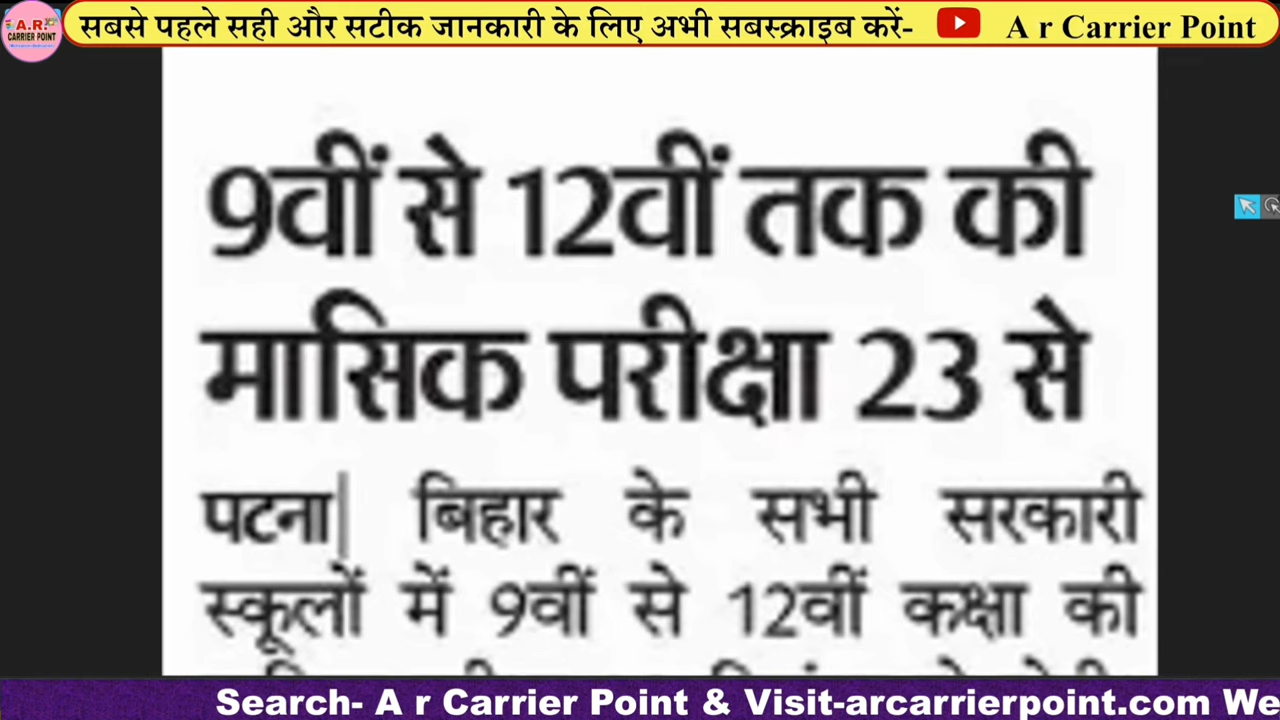 सबसे पहले सही और सटीक जानकारी के लिए अभी सबस्क्राइब करें- A r Carrier Point
A.R.
CARRIER POINT
9वीं से 12वीं तक की
मासिक परीक्षा 23 से
पटना| बिहार के सभी सरकारी
स्कूलों में 9वीं से 12वीं कक्षा की
Search- A r Carrier Point & Visit-arcarrierpoint.com We